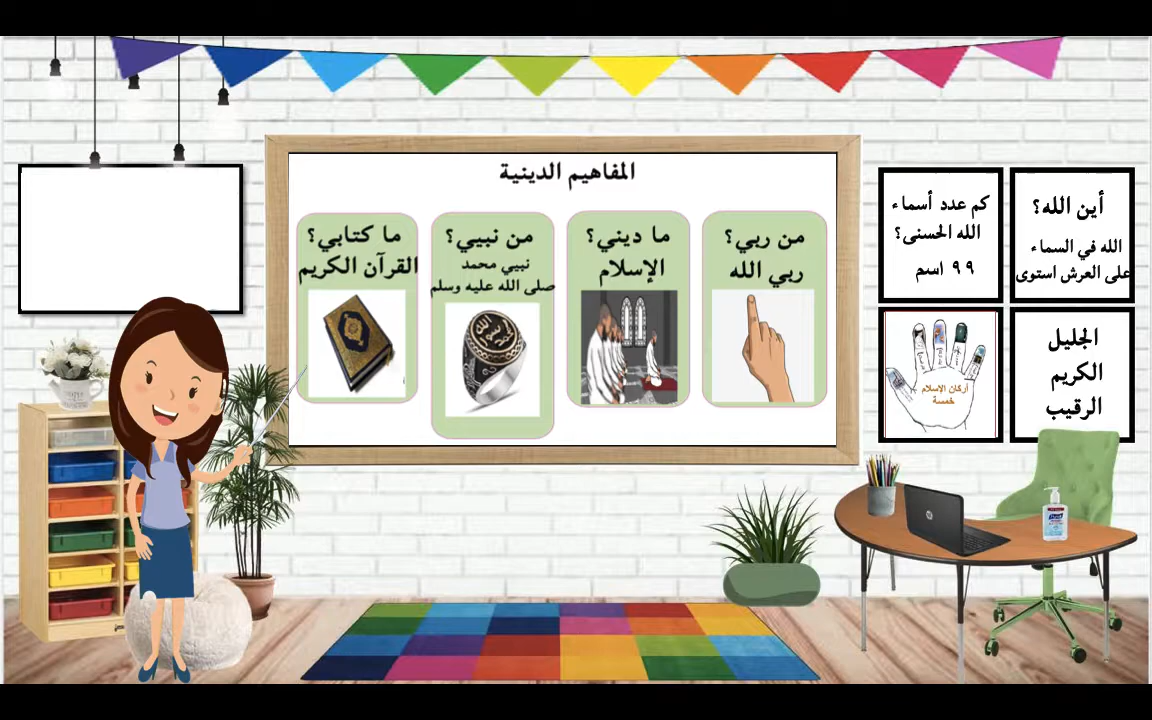 المفاهيم الدينية
من ربي؟
ربي الله
ما ديني؟
الإسلام
من نبيي؟
نبيي محمد
صلى الله عليه وسلم
ما كتابي؟
القرآن الكريم
أين الله؟
الله في السماء
على العرش استوى
كم عدد أسماء
الله الحسنى؟
٩٩ اسم
الجليل
الكريم
الرقيب
أركان الإسلام
خمسة